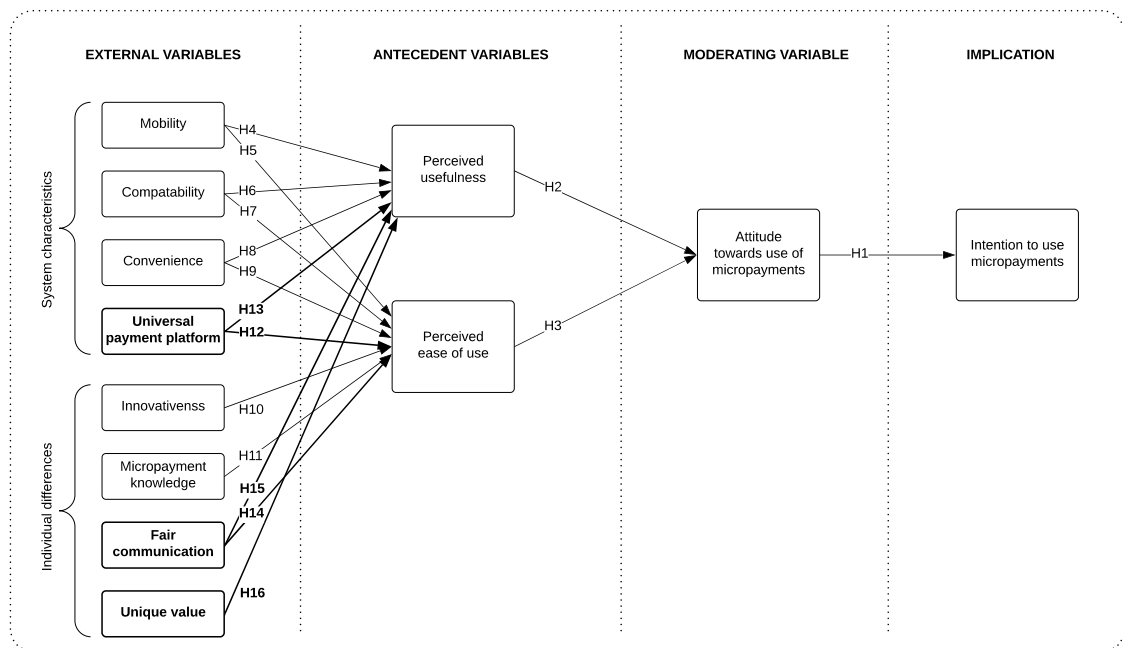 EXTERNAL VARIABLES
ANTECEDENT VARIABLES
MODERATING VARIABLE
IMPLICATION
System characteristics
Mobility
Compatability
Convenience
Universal
payment platform
Individual differences
Innovativenss
Micropayment
knowledge
Fair
communication
Unique value
H4
H5
H6
H7
H8
H9
H13
H12
H10
H11
H15
H14
H16
Perceived
usefulness
Perceived
ease of use
H2
H3
Attitude
towards use of
micropayments
H1
Intention to use
micropayments